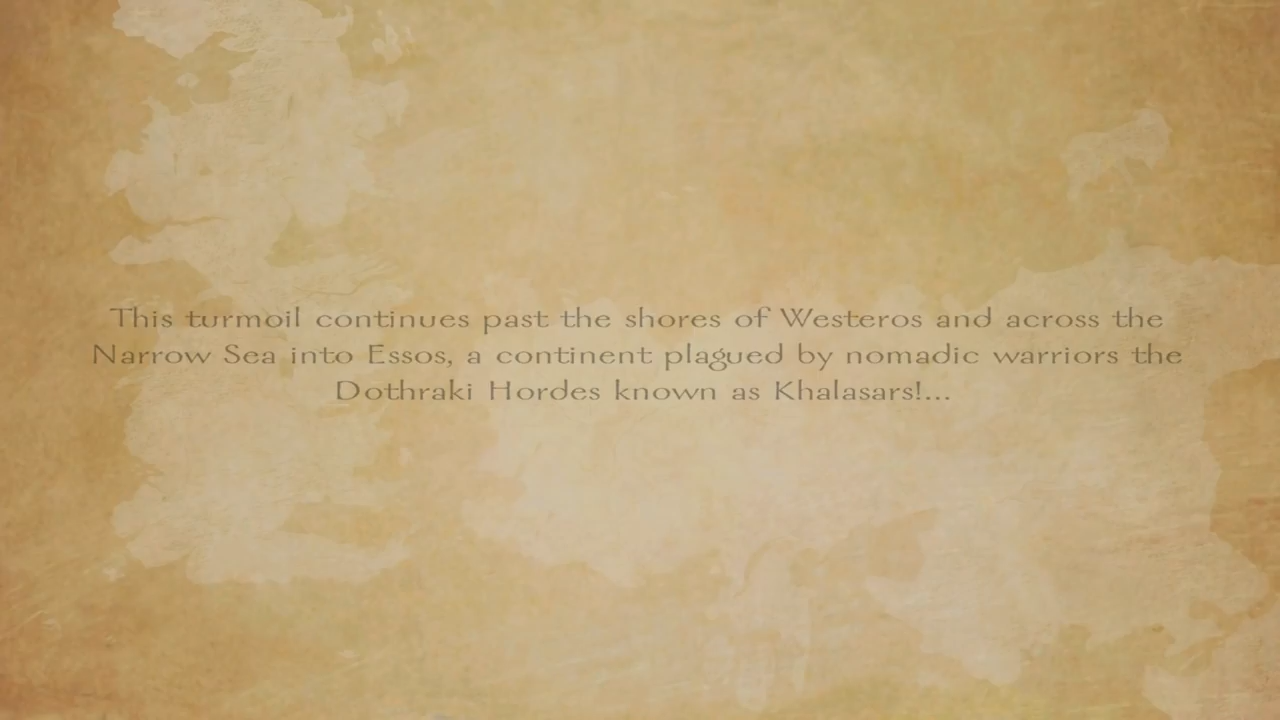 This turmoil continues past the shores of Westeros and across the
Narrow Sea into Essos, a continent plagued by nomadic warriors the
Dothraki Hordes known as Khalasars!...